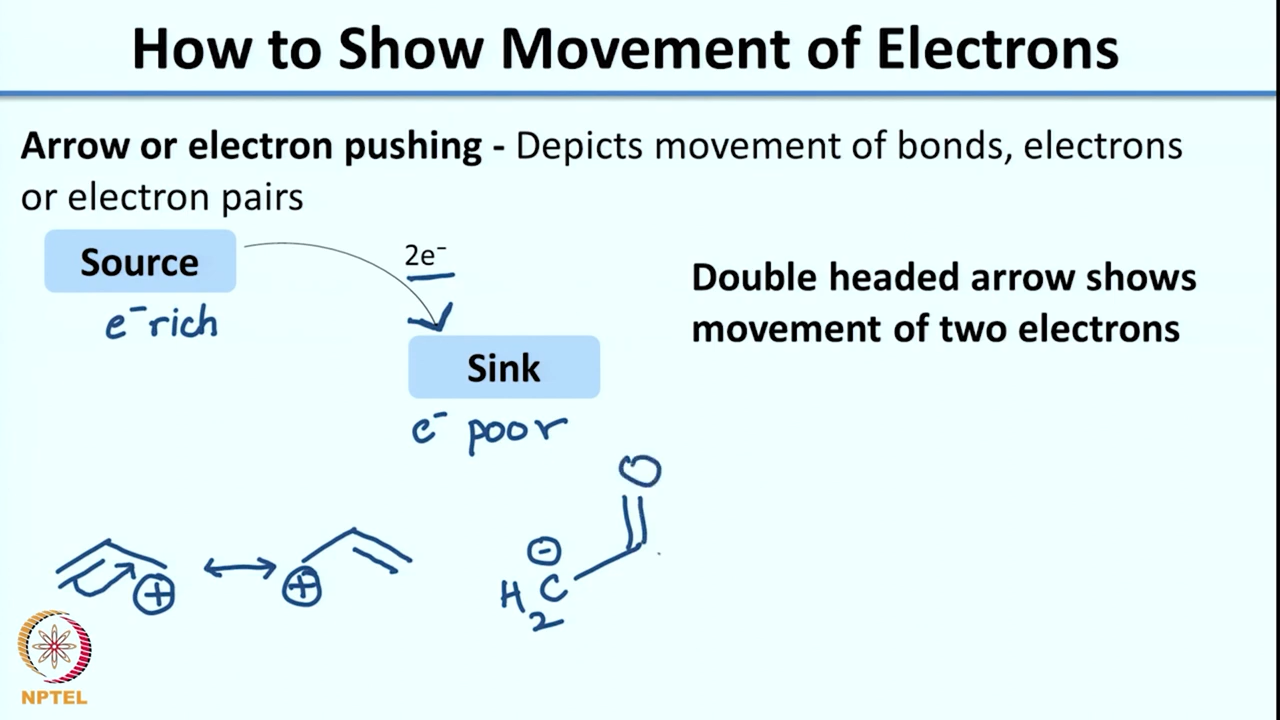 How to Show Movement of Electrons
Arrow or electron pushing - Depicts movement of bonds, electrons
or electron pairs
Source
2e⁻
e⁻ rich
Double headed arrow shows
movement of two electrons
Sink
e⁻ poor
O
⊖
⊕ ⊕ H₂C
NPTEL